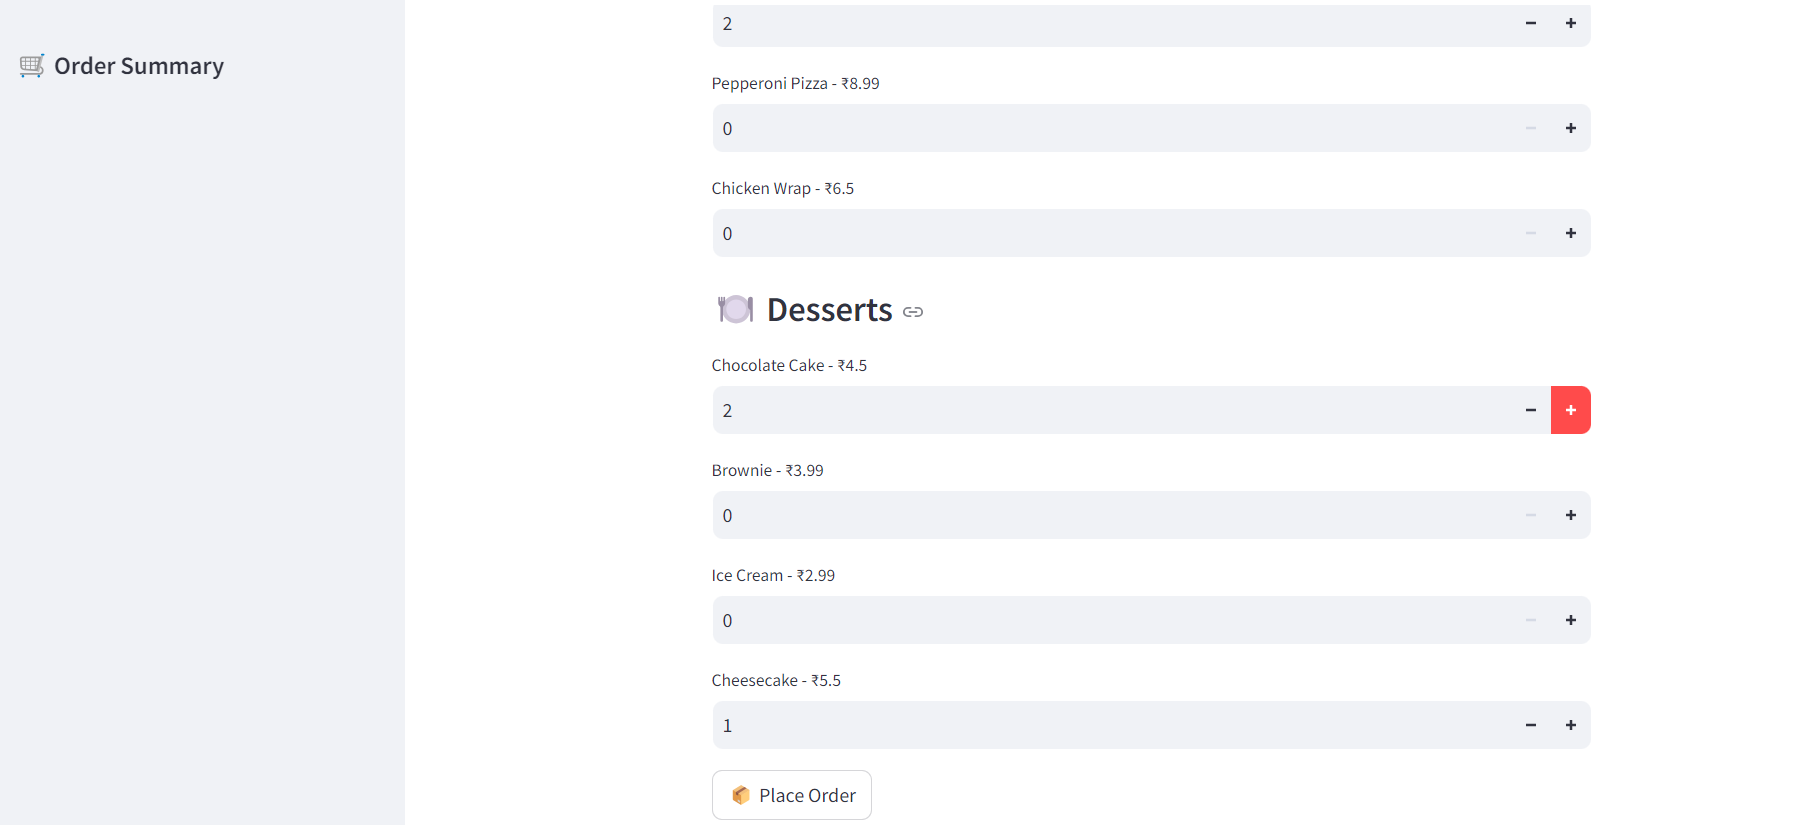 🛒 Order Summary
2
Pepperoni Pizza - ₹8.99
0
Chicken Wrap - ₹6.5
0
🍽️ Desserts
Chocolate Cake - ₹4.5
2
Brownie - ₹3.99
0
Ice Cream - ₹2.99
0
Cheesecake - ₹5.5
1
📦 Place Order